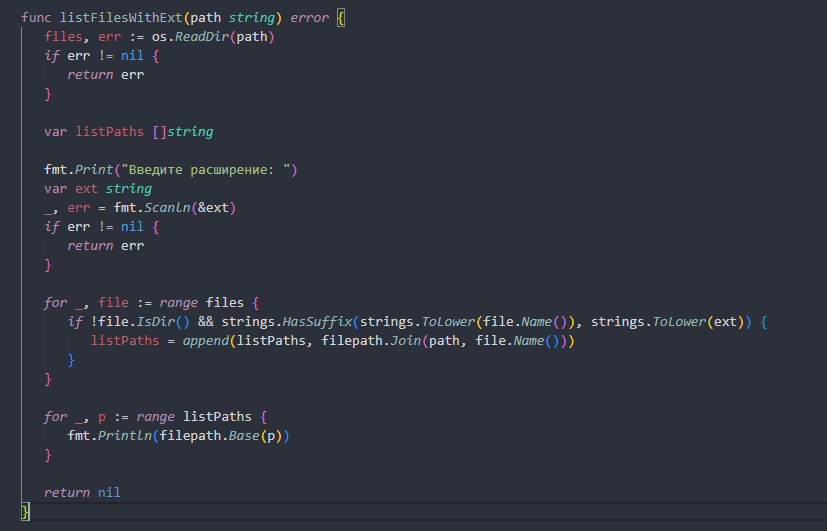 func listFilesWithExt(path string) error {
files, err := os.ReadDir(path)
if err != nil {
return err
}
var listPaths []string
fmt.Print("Введите расширение: ")
var ext string
_, err = fmt.Scanln(&ext)
if err != nil {
return err
}
for _, file := range files {
if !file.IsDir() && strings.HasSuffix(strings.ToLower(file.Name()), strings.ToLower(ext)) {
listPaths = append(listPaths, filepath.Join(path, file.Name()))
}
}
for _, p := range listPaths {
fmt.Println(filepath.Base(p))
}
return nil
}